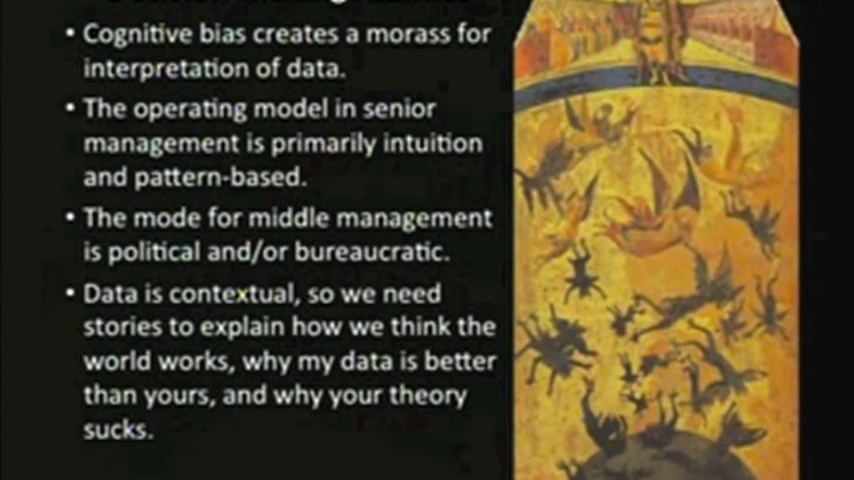 • Cognitive bias creates a morass for
interpretation of data.
• The operating model in senior
management is primarily intuition
and pattern-based.
• The mode for middle management
is political and/or bureaucratic.
• Data is contextual, so we need
stories to explain how we think the
world works, why my data is better
than yours, and why your theory
sucks.